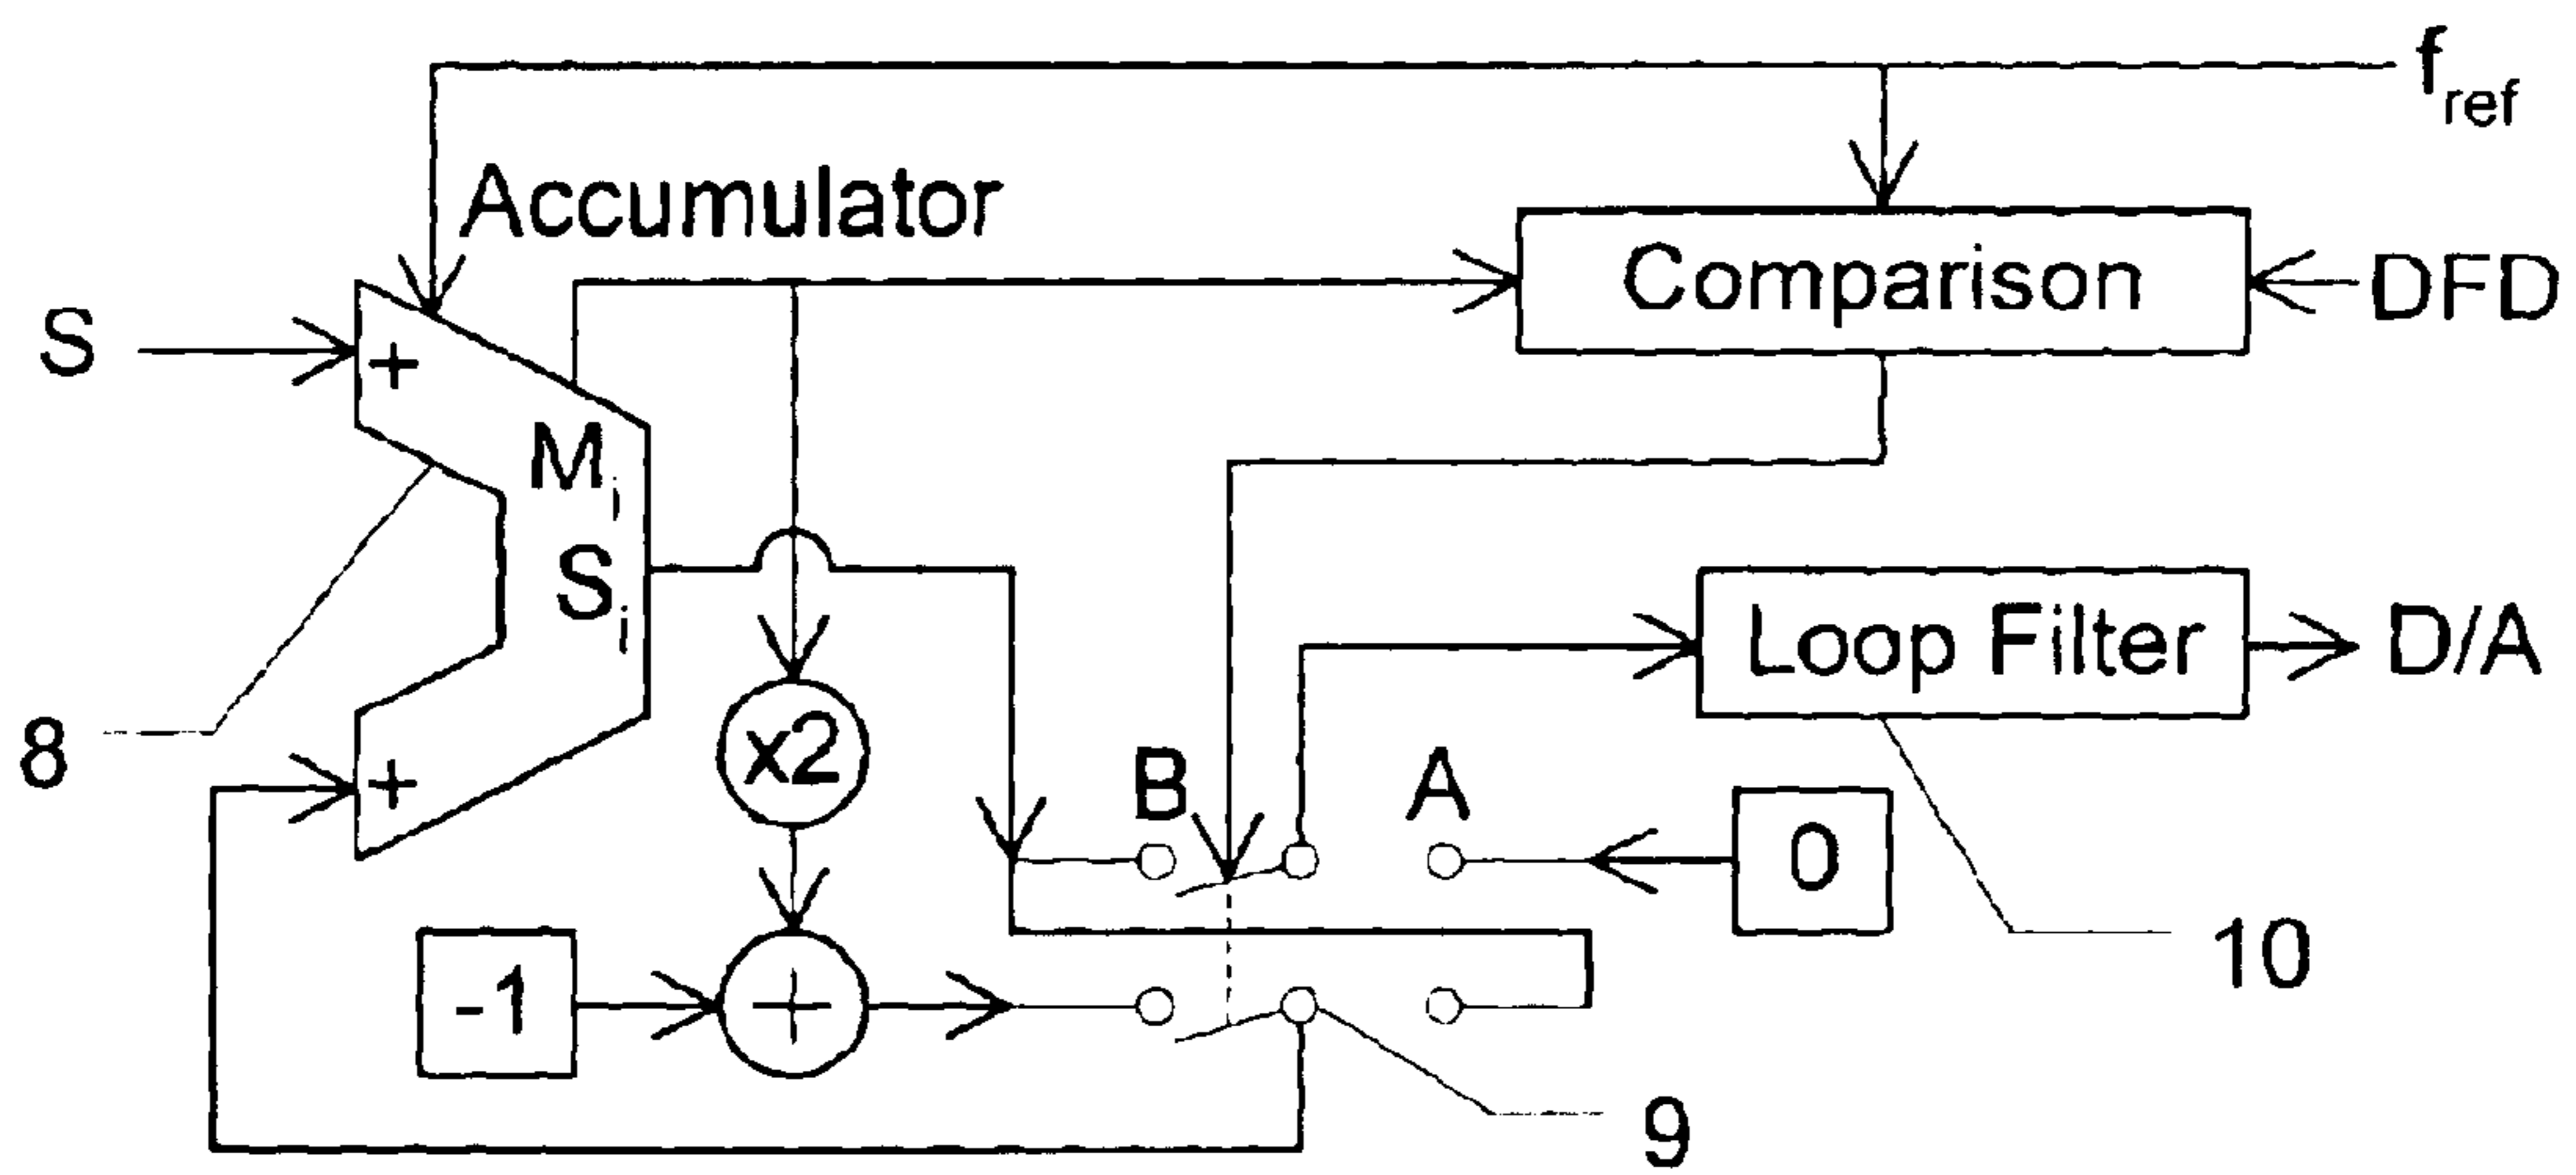 f_ref
Accumulator
Comparison
DFD
S
+
M_i
S_i
x2
Loop Filter
D/A
8
+
B
A
0
-1
+
10
9